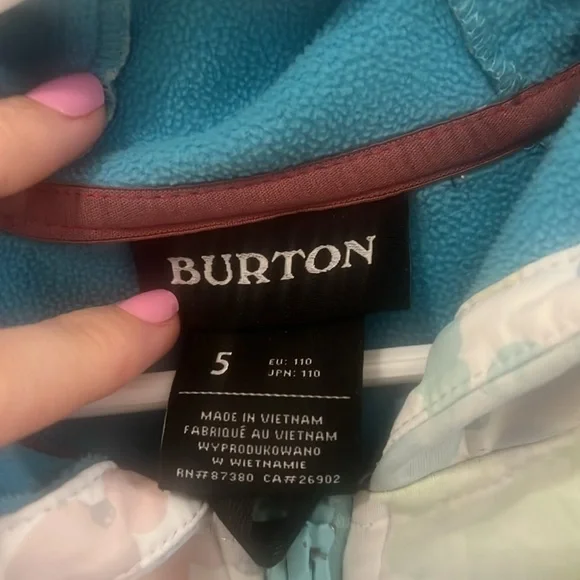 BURTON
5 EU: 110
JPN: 110
MADE IN VIETNAM
FABRIQUÉ AU VIETNAM
WYPRODUKOWANO
W WIETNAMIE
RN# 87380 CA# 26902